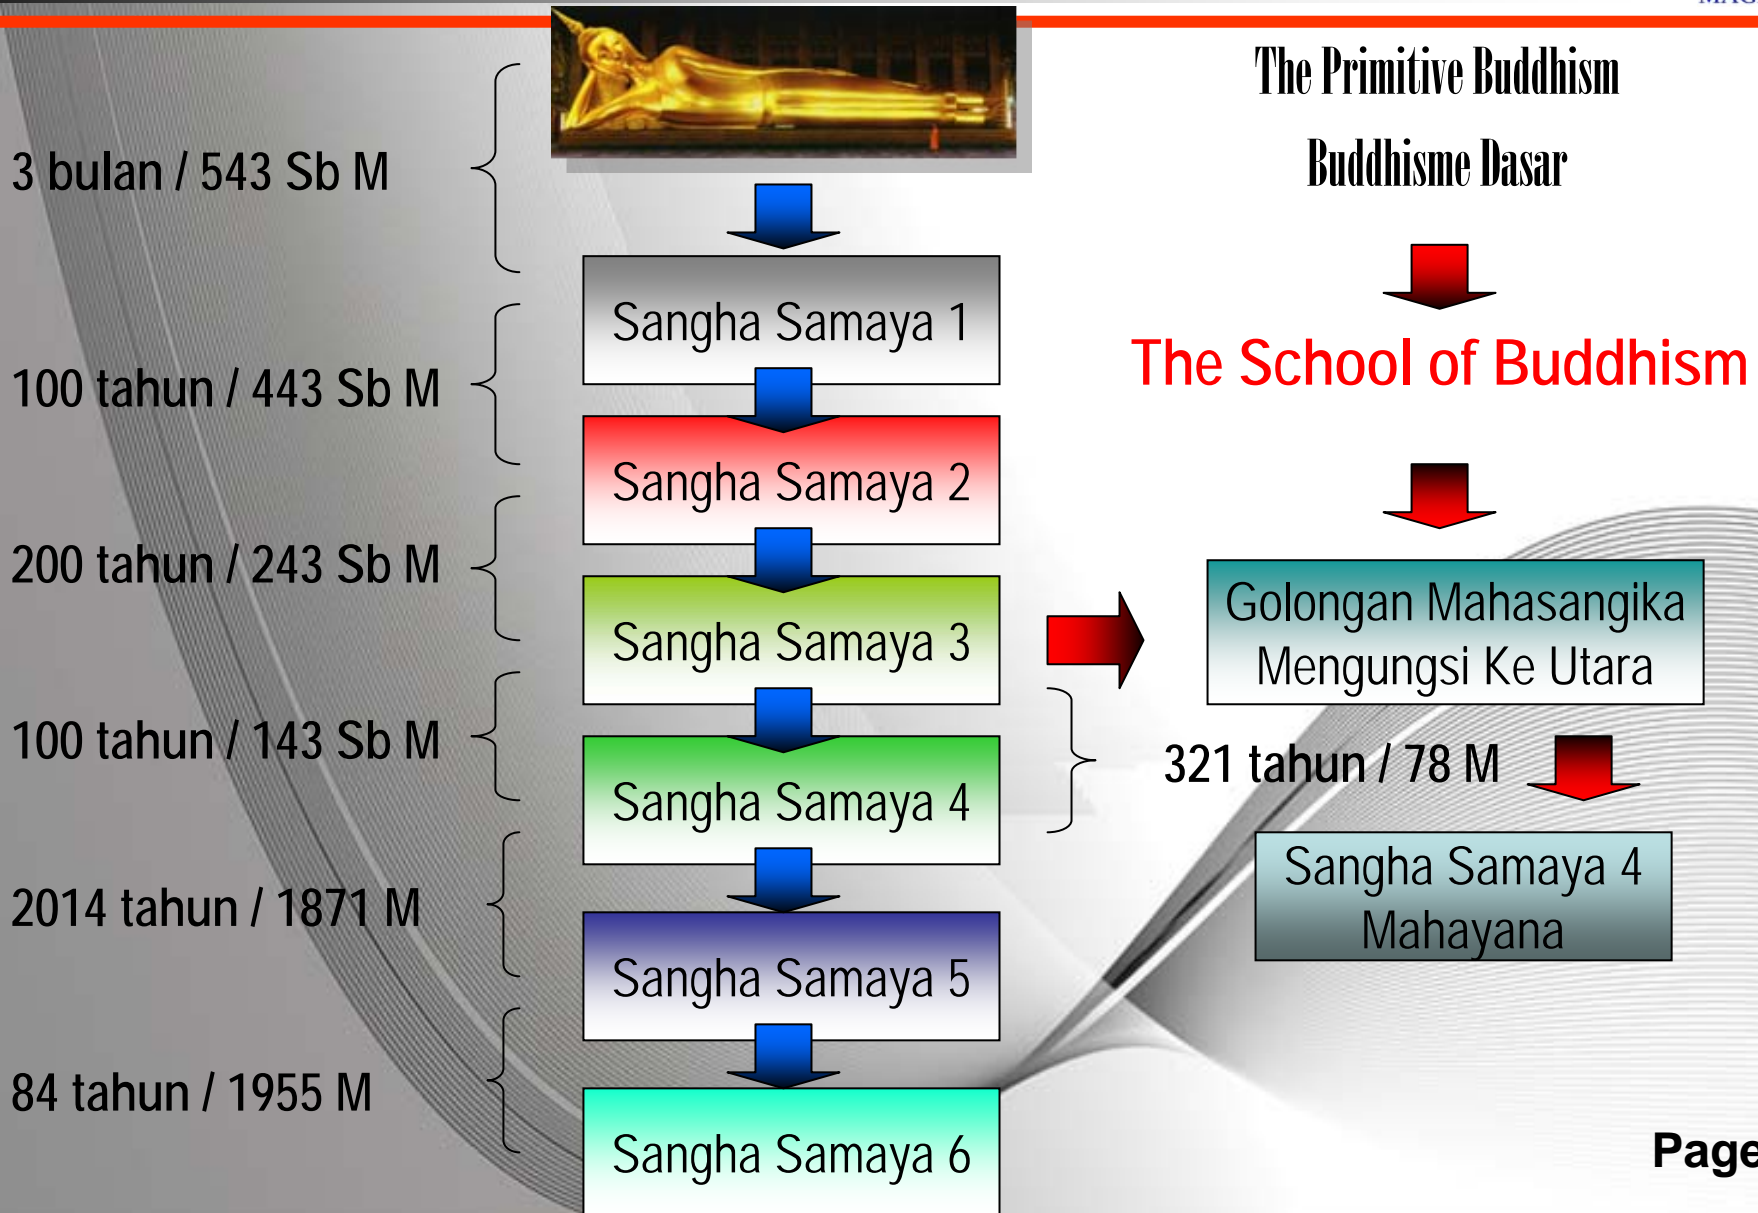 The Primitive Buddhism
Buddhisme Dasar
The School of Buddhism
3 bulan / 543 Sb M
100 tahun / 443 Sb M
200 tahun / 243 Sb M
100 tahun / 143 Sb M
2014 tahun / 1871 M
84 tahun / 1955 M
Sangha Samaya 1
Sangha Samaya 2
Sangha Samaya 3
Sangha Samaya 4
Sangha Samaya 5
Sangha Samaya 6
Golongan Mahasangika
Mengungsi Ke Utara
321 tahun / 78 M
Sangha Samaya 4
Mahayana
Page